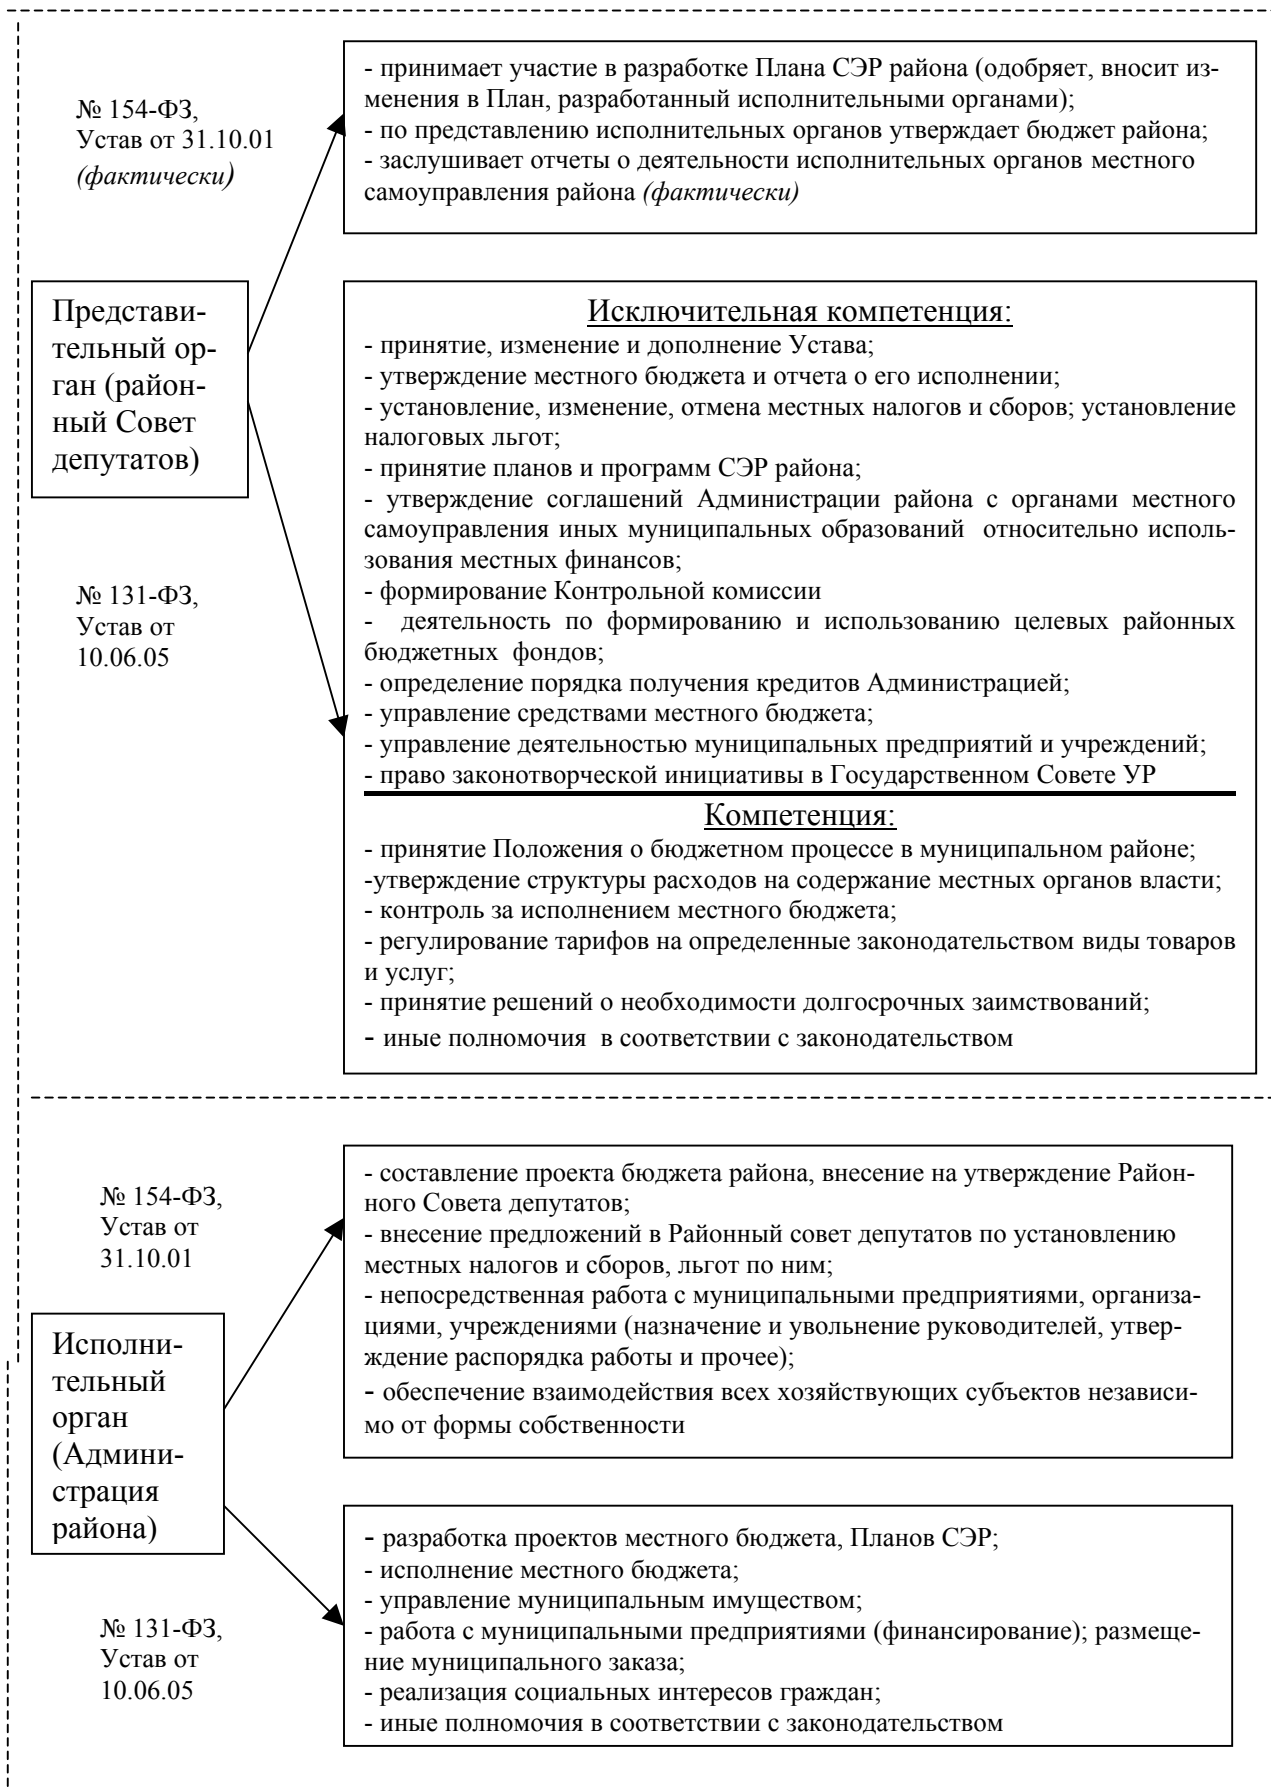 № 154-ФЗ,
Устав от 31.10.01
(фактически)
- принимает участие в разработке Плана СЭР района (одобряет, вносит из-
менения в План, разработанный исполнительными органами);
- по представлению исполнительных органов утверждает бюджет района;
- заслушивает отчеты о деятельности исполнительных органов местного
самоуправления района (фактически)
Представи-
тельный ор-
ган (район-
ный Совет
депутатов)
№ 131-ФЗ,
Устав от
10.06.05
Исключительная компетенция:
- принятие, изменение и дополнение Устава;
- утверждение местного бюджета и отчета о его исполнении;
- установление, изменение, отмена местных налогов и сборов; установление
налоговых льгот;
- принятие планов и программ СЭР района;
- утверждение соглашений Администрации района с органами местного
самоуправления иных муниципальных образований относительно исполь-
зования местных финансов;
- формирование Контрольной комиссии
- деятельность по формированию и использованию целевых районных
бюджетных фондов;
- определение порядка получения кредитов Администрацией;
- управление средствами местного бюджета;
- управление деятельностью муниципальных предприятий и учреждений;
- право законотворческой инициативы в Государственном Совете УР
Компетенция:
- принятие Положения о бюджетном процессе в муниципальном районе;
-утверждение структуры расходов на содержание местных органов власти;
- контроль за исполнением местного бюджета;
- регулирование тарифов на определенные законодательством виды товаров
и услуг;
- принятие решений о необходимости долгосрочных заимствований;
- иные полномочия в соответствии с законодательством
№ 154-ФЗ,
Устав от
31.10.01
- составление проекта бюджета района, внесение на утверждение Район-
ного Совета депутатов;
- внесение предложений в Районный совет депутатов по установлению
местных налогов и сборов, льгот по ним;
- непосредственная работа с муниципальными предприятиями, организа-
циями, учреждениями (назначение и увольнение руководителей, утвер-
ждение распорядка работы и прочее);
- обеспечение взаимодействия всех хозяйствующих субъектов независи-
мо от формы собственности
Исполни-
тельный
орган
(Админи-
страция
района)
№ 131-ФЗ,
Устав от
10.06.05
- разработка проектов местного бюджета, Планов СЭР;
- исполнение местного бюджета;
- управление муниципальным имуществом;
- работа с муниципальными предприятиями (финансирование); размеще-
ние муниципального заказа;
- реализация социальных интересов граждан;
- иные полномочия в соответствии с законодательством